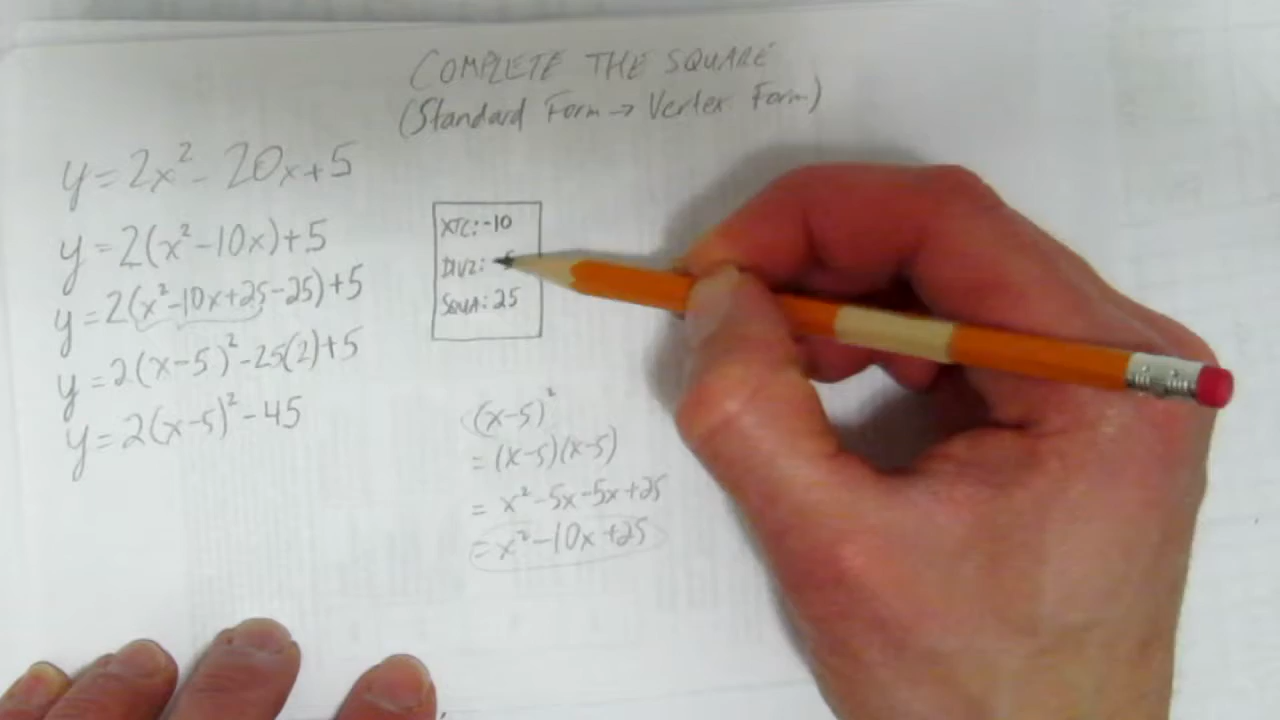 COMPLETE THE SQUARE
(Standard Form → Vertex Form)
y = 2x² - 20x + 5
y = 2(x² - 10x) + 5
y = 2(x² - 10x + 25 - 25) + 5
y = 2(x - 5)² - 25(2) + 5
y = 2(x - 5)² - 45
XTC: -10
DIV2: -5
SQUA: 25
(x - 5)²
= (x - 5)(x - 5)
= x² - 5x - 5x + 25
= x² - 10x + 25